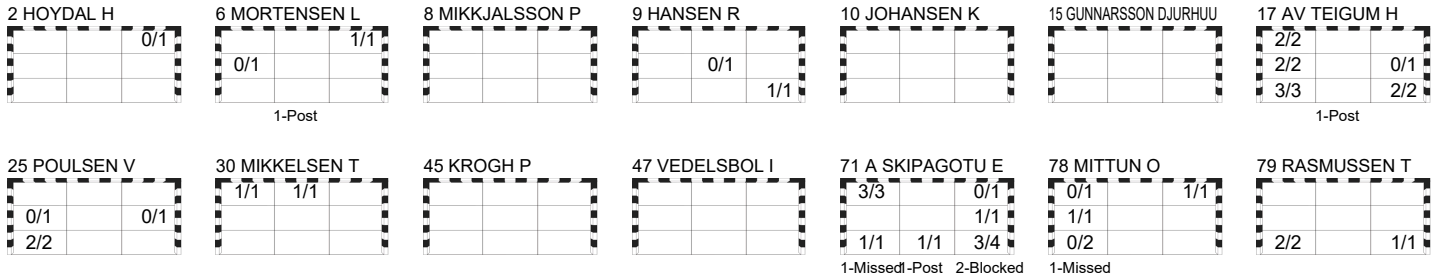 2 HOYDAL H 6 MORTENSEN L 8 MIKKJALSSON P 9 HANSEN R 10 JOHANSEN K 15 GUNNARSSON DJURHUU 17 AV TEIGUM H
0/1 1/1 2/2
0/1 0/1 2/2 0/1
1/1 3/3 2/2
1-Post 1-Post
25 POULSEN V 30 MIKKELSEN T 45 KROGH P 47 VEDELSBOL I 71 A SKIPAGOTU E 78 MITTUN O 79 RASMUSSEN T
1/1 1/1 3/3 0/1 0/1 1/1
0/1 0/1 1/1 1/1
2/2 1/1 1/1 3/4 0/2 2/2 1/1
1-Missed 1-Post 2-Blocked 1-Missed